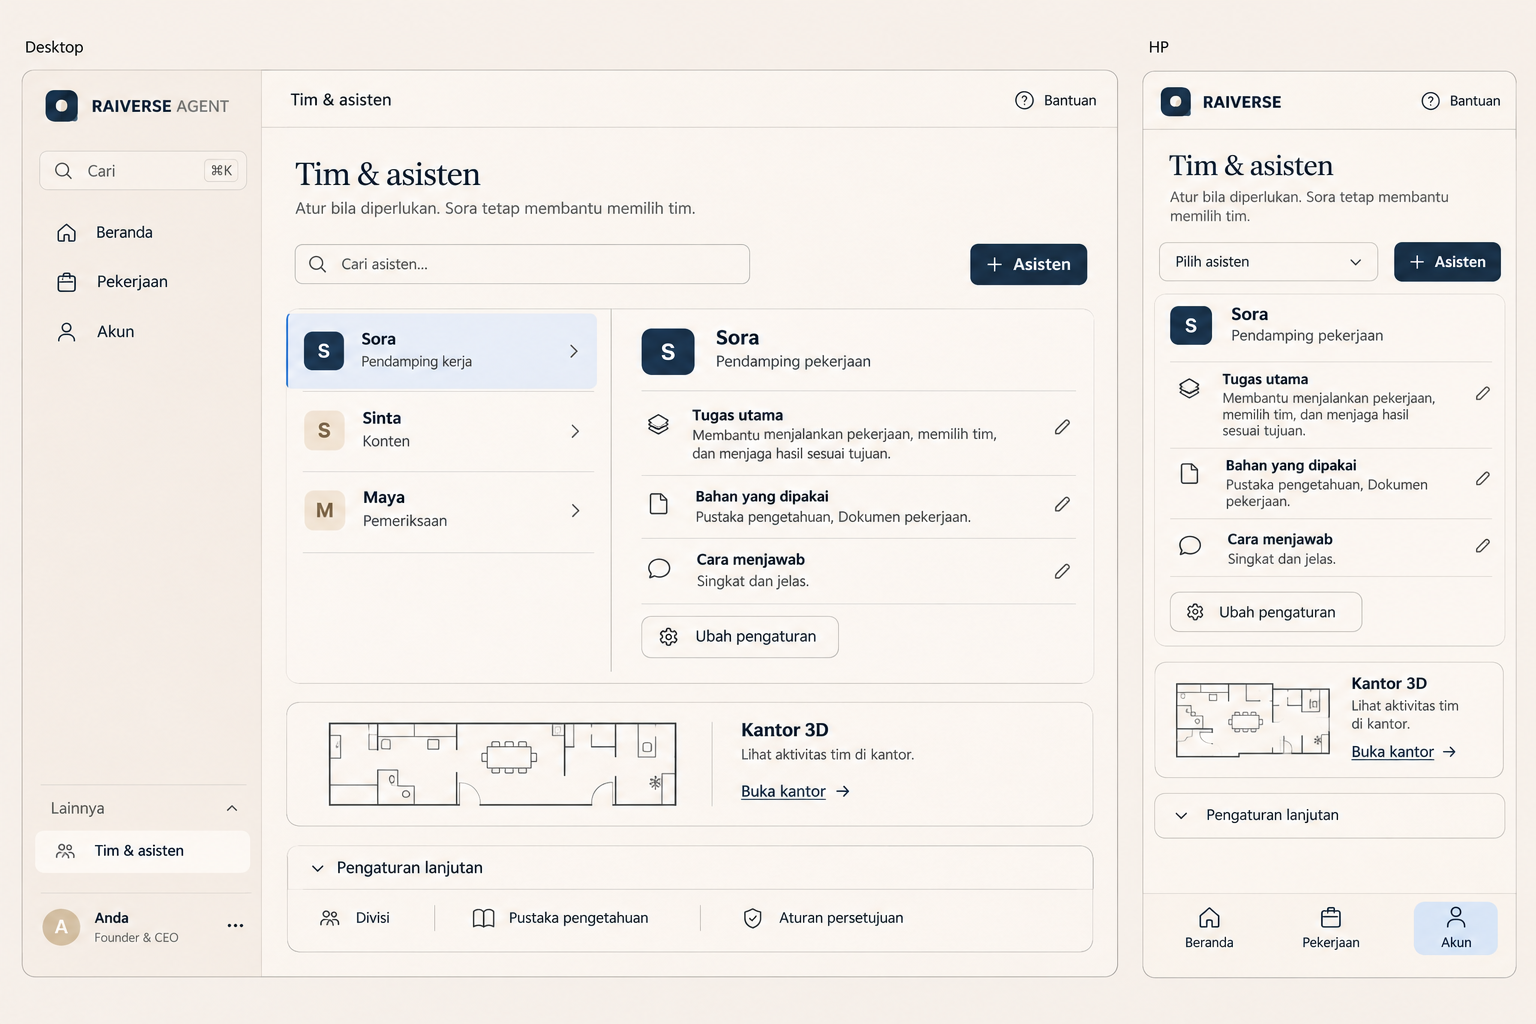 Desktop
RAIVERSE AGENT
Cari
⌘K
Beranda
Pekerjaan
Akun
Lainnya
Tim & asisten
A
Anda
Founder & CEO
Tim & asisten
Bantuan
Tim & asisten
Atur bila diperlukan. Sora tetap membantu memilih tim.
Cari asisten...
+ Asisten
S
Sora
Pendamping kerja
S
Sinta
Konten
M
Maya
Pemeriksaan
S
Sora
Pendamping pekerjaan
Tugas utama
Membantu menjalankan pekerjaan, memilih tim,
dan menjaga hasil sesuai tujuan.
Bahan yang dipakai
Pustaka pengetahuan, Dokumen pekerjaan.
Cara menjawab
Singkat dan jelas.
Ubah pengaturan
Kantor 3D
Lihat aktivitas tim di kantor.
Buka kantor →
Pengaturan lanjutan
Divisi
Pustaka pengetahuan
Aturan persetujuan
HP
RAIVERSE
Bantuan
Tim & asisten
Atur bila diperlukan. Sora tetap membantu
memilih tim.
Pilih asisten
+ Asisten
S
Sora
Pendamping pekerjaan
Tugas utama
Membantu menjalankan pekerjaan,
memilih tim, dan menjaga hasil
sesuai tujuan.
Bahan yang dipakai
Pustaka pengetahuan, Dokumen
pekerjaan.
Cara menjawab
Singkat dan jelas.
Ubah pengaturan
Kantor 3D
Lihat aktivitas tim
di kantor.
Buka kantor →
Pengaturan lanjutan
Beranda
Pekerjaan
Akun